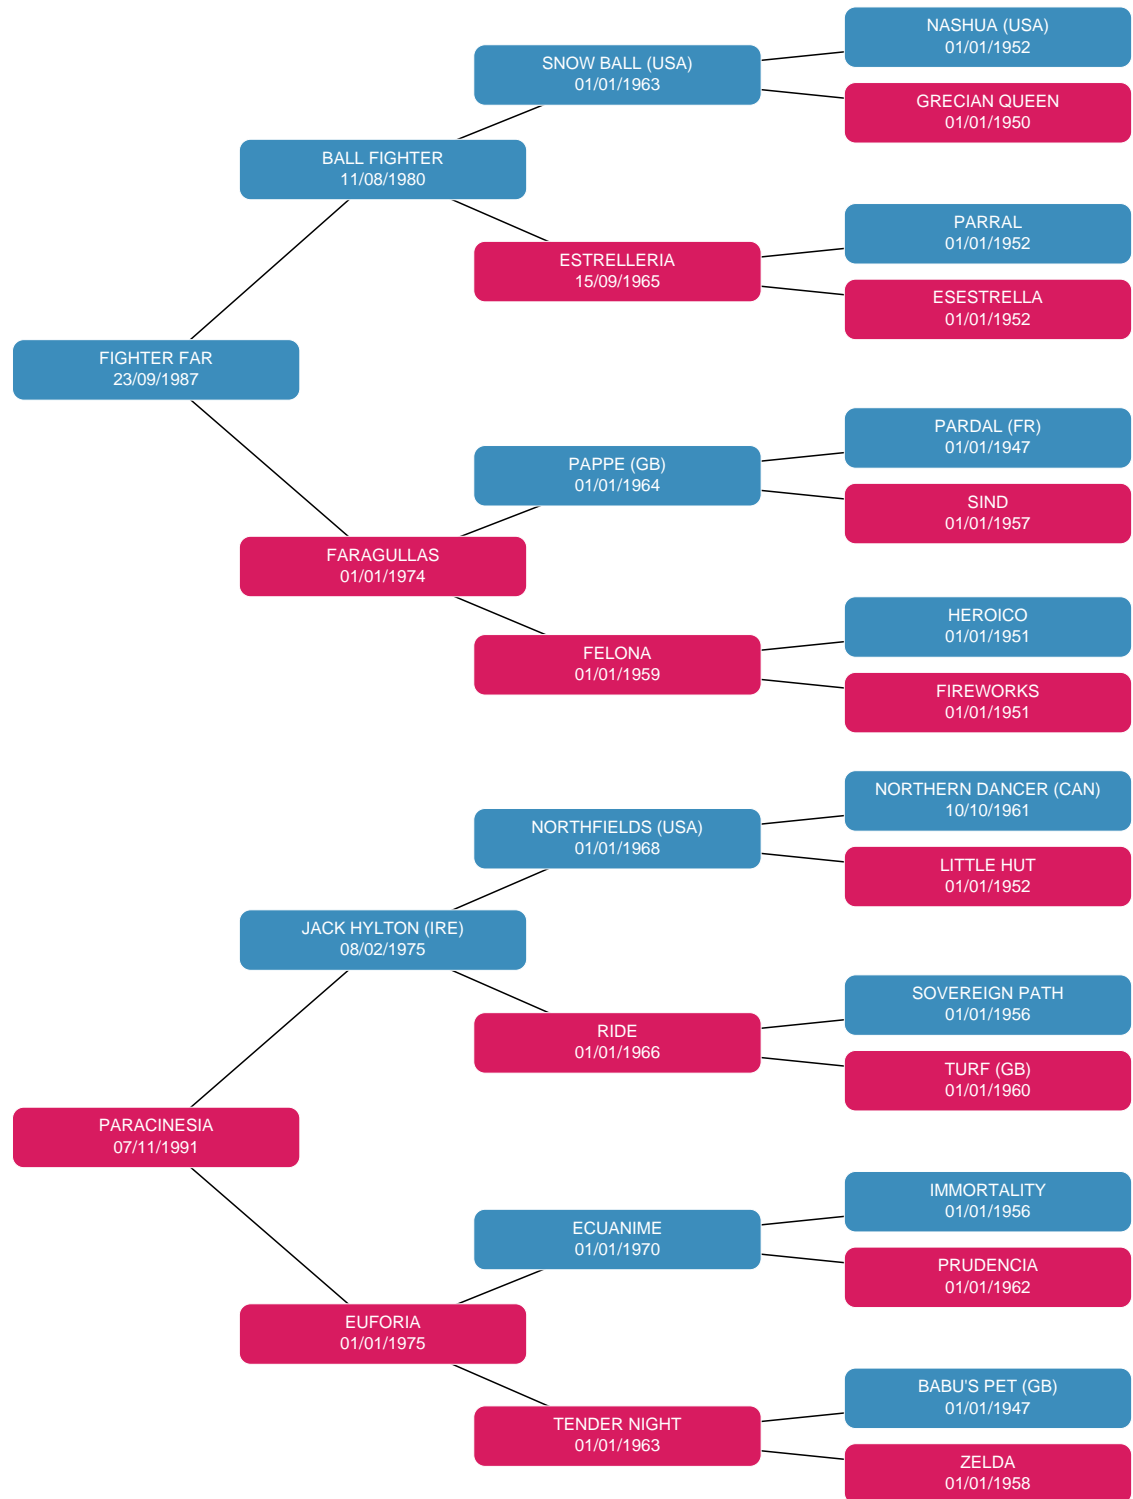 NASHUA (USA)
01/01/1952
SNOW BALL (USA)
01/01/1963
GRECIAN QUEEN
01/01/1950
BALL FIGHTER
11/08/1980
PARRAL
01/01/1952
ESTRELLERIA
15/09/1965
ESESTRELLA
01/01/1952
FIGHTER FAR
23/09/1987
PARDAL (FR)
01/01/1947
PAPPE (GB)
01/01/1964
SIND
01/01/1957
FARAGULLAS
01/01/1974
HEROICO
01/01/1951
FELONA
01/01/1959
FIREWORKS
01/01/1951
NORTHERN DANCER (CAN)
10/10/1961
NORTHFIELDS (USA)
01/01/1968
LITTLE HUT
01/01/1952
JACK HYLTON (IRE)
08/02/1975
SOVEREIGN PATH
01/01/1956
RIDE
01/01/1966
TURF (GB)
01/01/1960
PARACINESIA
07/11/1991
IMMORTALITY
01/01/1956
ECUANIME
01/01/1970
PRUDENCIA
01/01/1962
EUFORIA
01/01/1975
BABU'S PET (GB)
01/01/1947
TENDER NIGHT
01/01/1963
ZELDA
01/01/1958